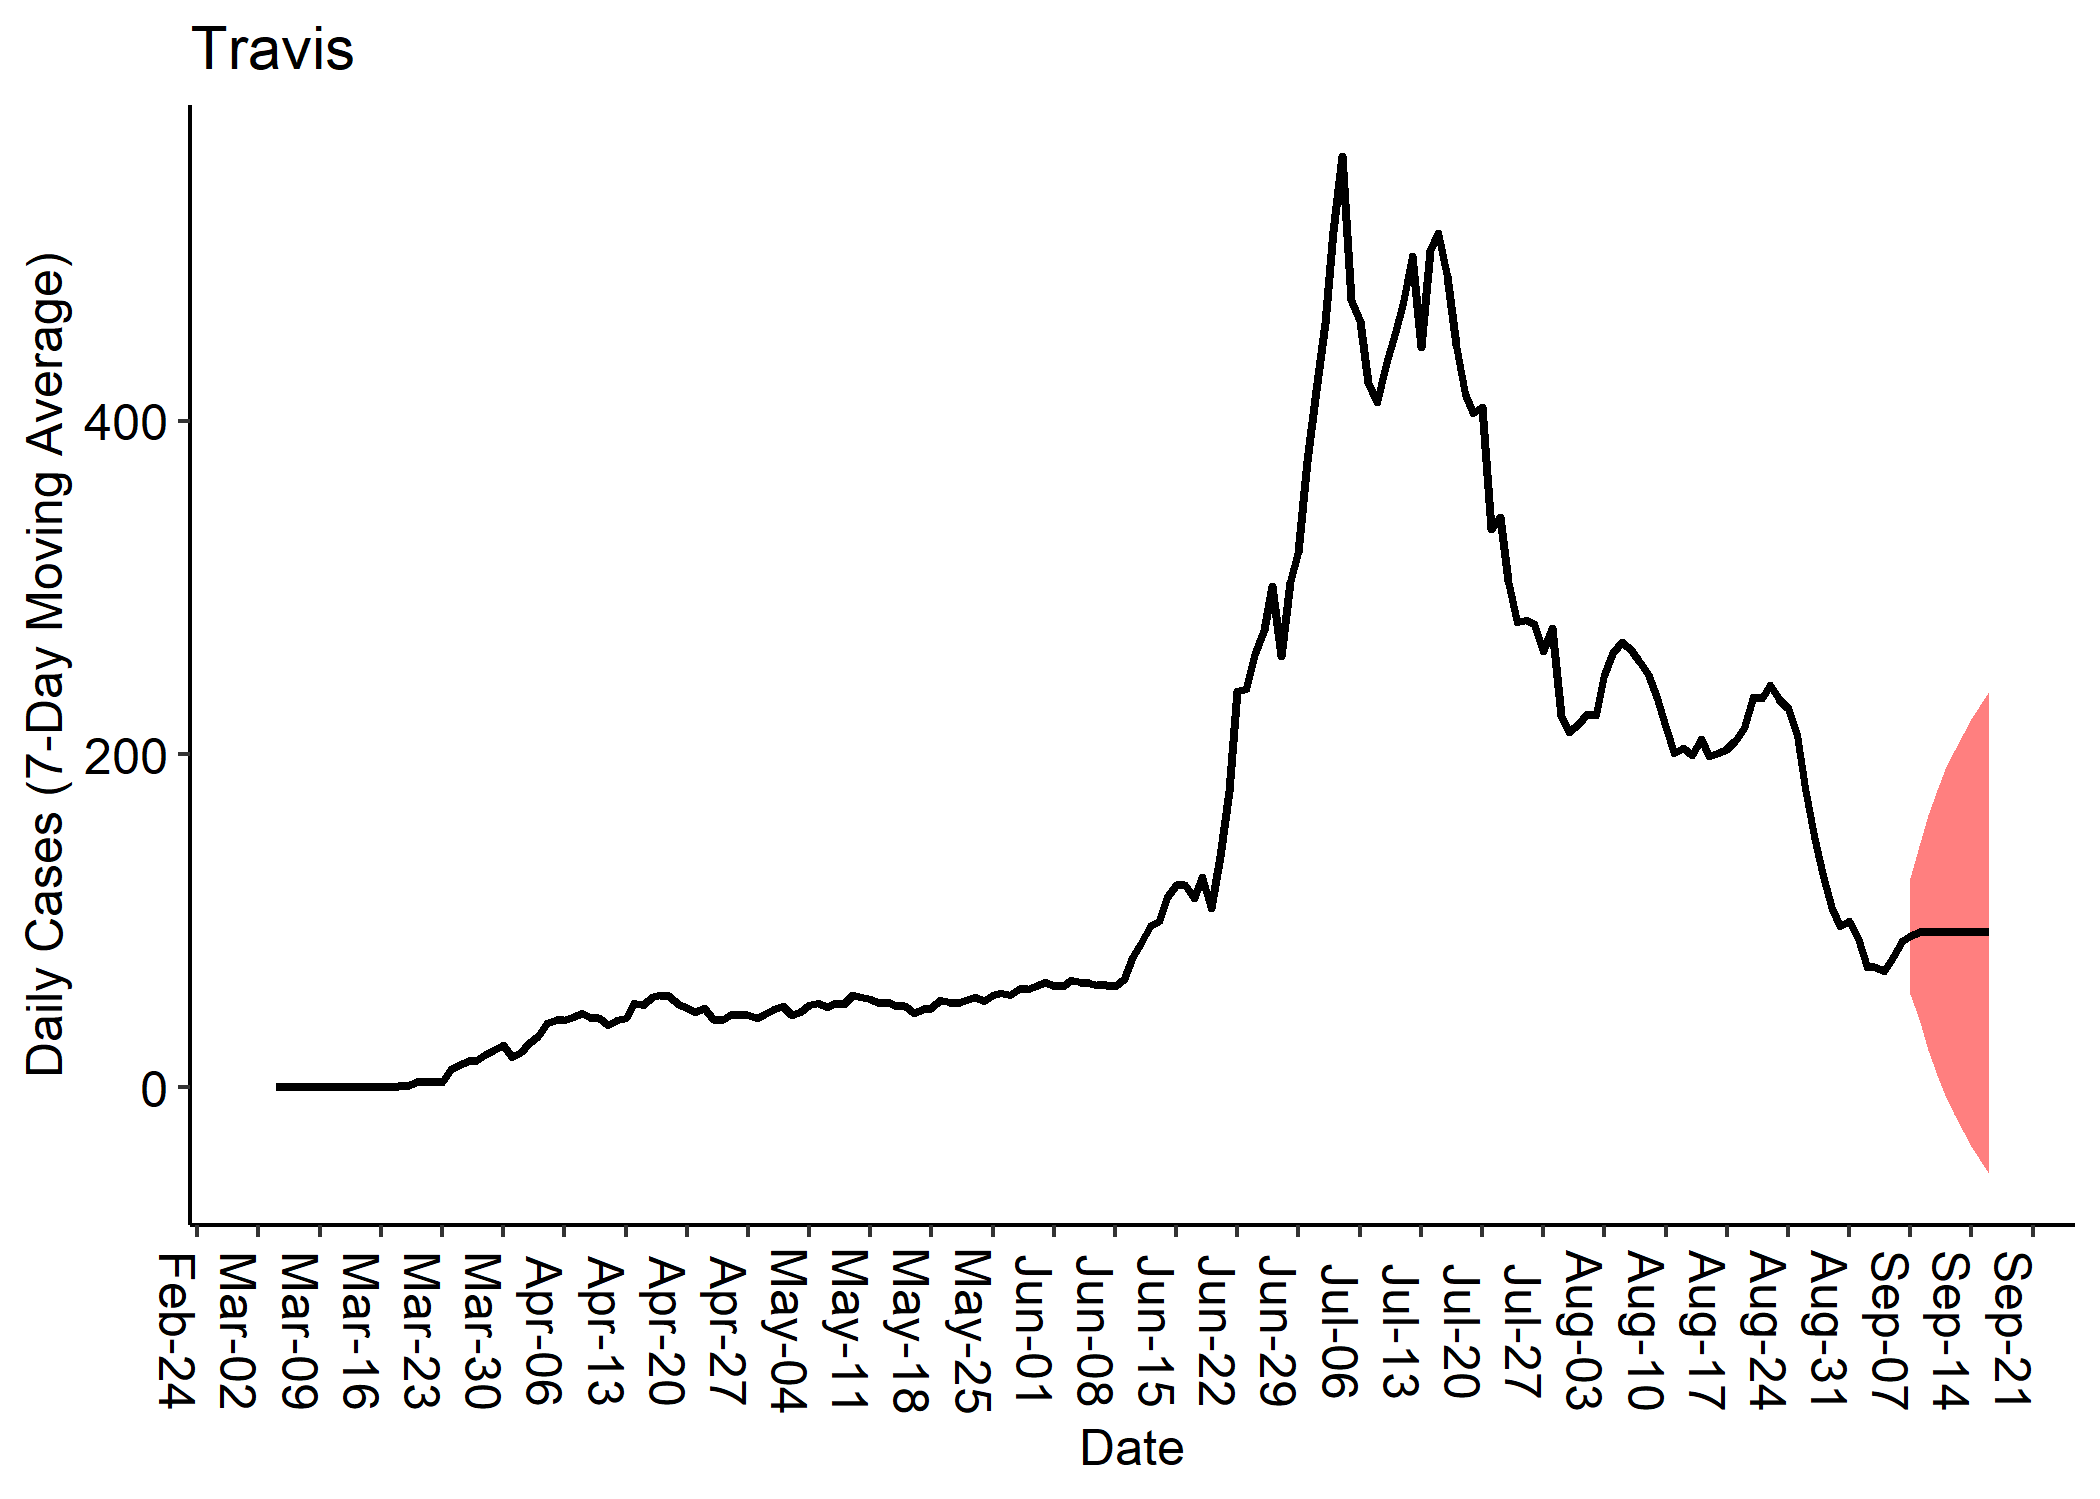 Travis
Daily Cases (7-Day Moving Average)
400
200
0
Feb-24
Mar-02
Mar-09
Mar-16
Mar-23
Mar-30
Apr-06
Apr-13
Apr-20
Apr-27
May-04
May-11
May-18
May-25
Jun-01
Jun-08
Jun-15
Jun-22
Jun-29
Jul-06
Jul-13
Jul-20
Jul-27
Aug-03
Aug-10
Aug-17
Aug-24
Aug-31
Sep-07
Sep-14
Sep-21
Date